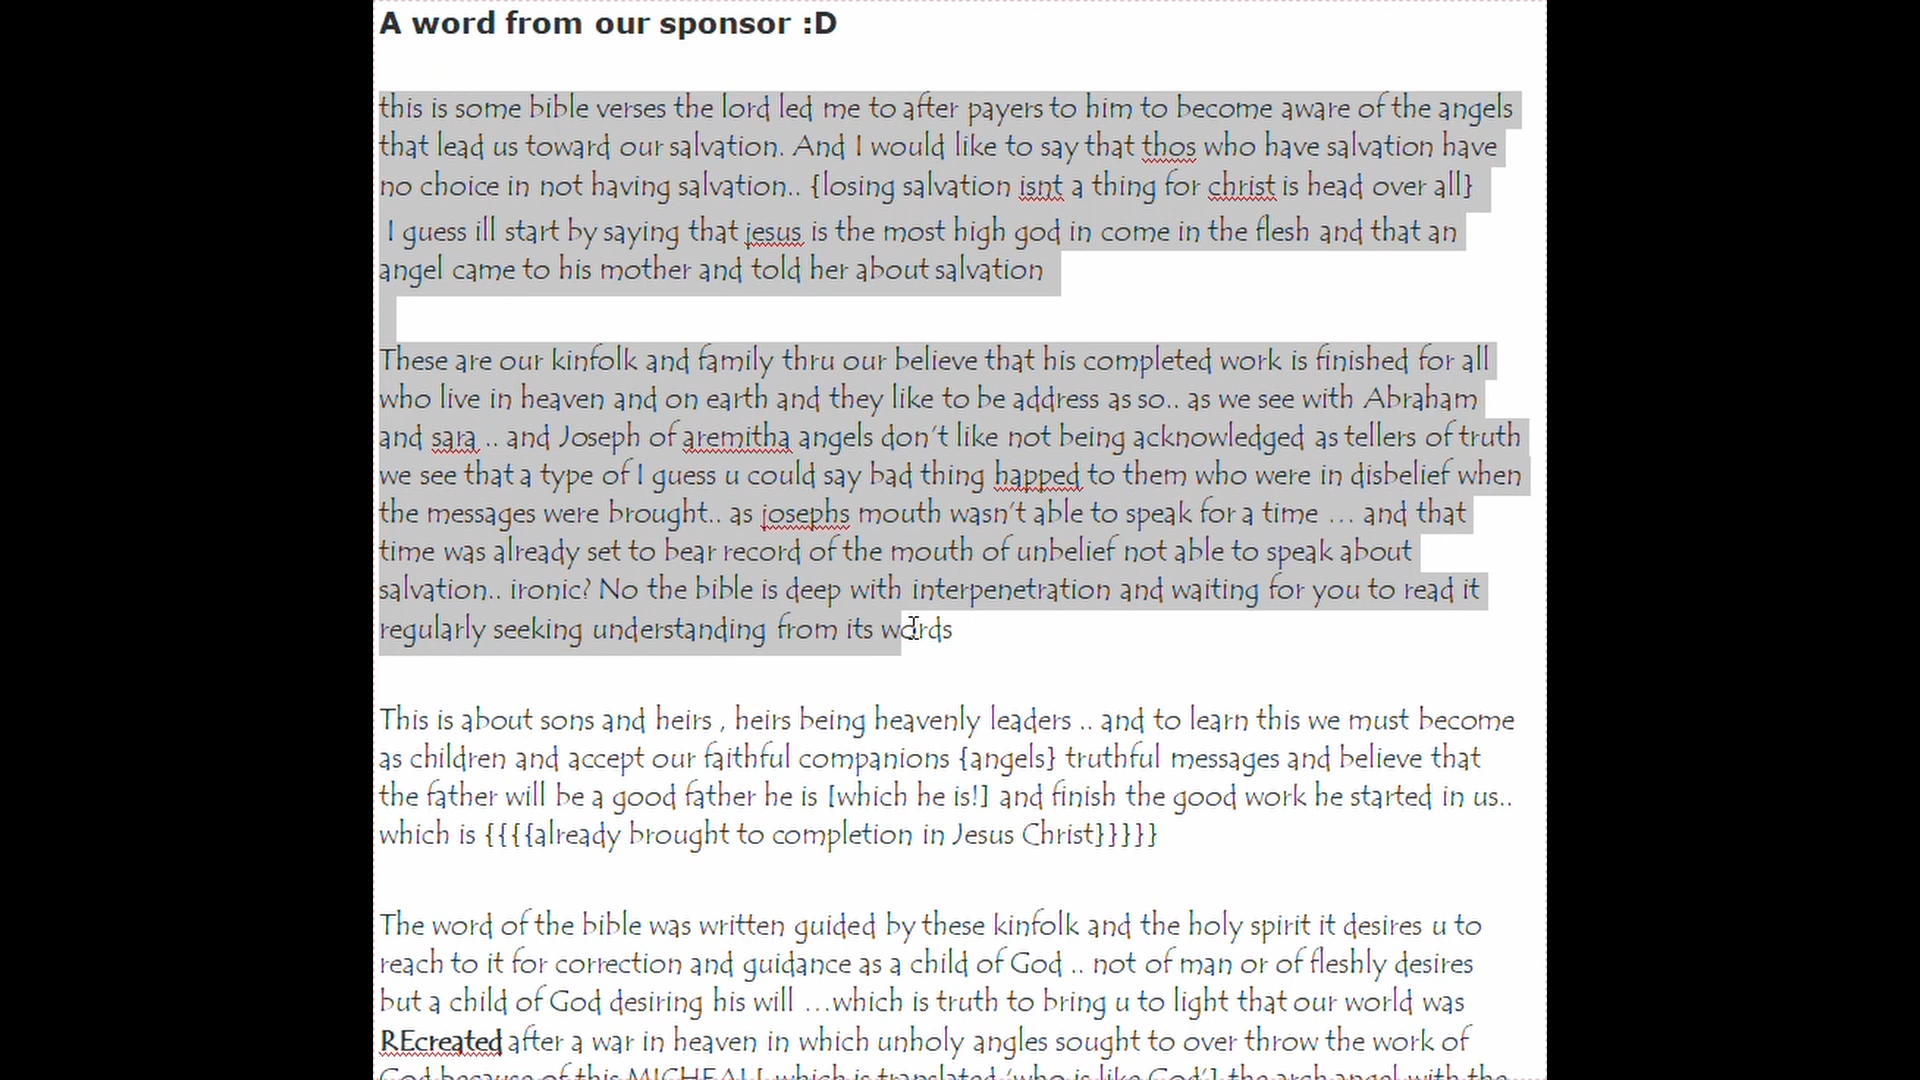 A word from our sponsor :D
this is some bible verses the lord led me to after payers to him to become aware of the angels
that lead us toward our salvation. And I would like to say that thos who have salvation have
no choice in not having salvation.. {losing salvation isnt a thing for christ is head over all}
I guess ill start by saying that jesus is the most high god in come in the flesh and that an
angel came to his mother and told her about salvation
These are our kinfolk and family thru our believe that his completed work is finished for all
who live in heaven and on earth and they like to be address as so.. as we see with Abraham
and sara .. and Joseph of aremitha angels don't like not being acknowledged as tellers of truth
we see that a type of I guess u could say bad thing happed to them who were in disbelief when
the messages were brought.. as josephs mouth wasn't able to speak for a time ... and that
time was already set to bear record of the mouth of unbelief not able to speak about
salvation.. ironic? No the bible is deep with interpenetration and waiting for you to read it
regularly seeking understanding from its words
This is about sons and heirs , heirs being heavenly leaders .. and to learn this we must become
as children and accept our faithful companions {angels} truthful messages and believe that
the father will be a good father he is [which he is!] and finish the good work he started in us..
which is {{{{already brought to completion in Jesus Christ}}}}}
The word of the bible was written guided by these kinfolk and the holy spirit it desires u to
reach to it for correction and guidance as a child of God .. not of man or of fleshly desires
but a child of God desiring his will ...which is truth to bring u to light that our world was
REcreated after a war in heaven in which unholy angles sought to over throw the work of
God because of this MICHEAL[ which is translated 'who is like God'] the arch angel with the